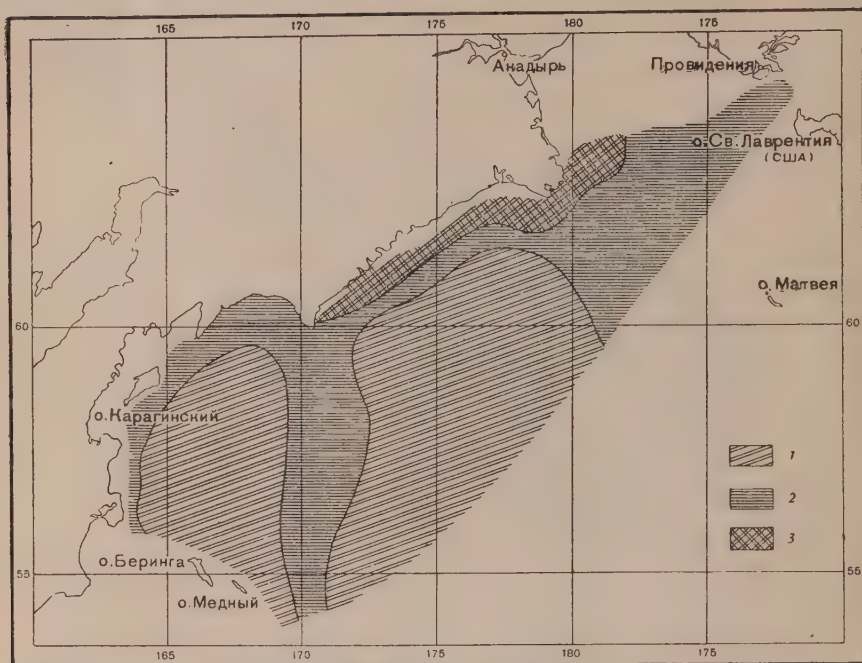 165 170 175 180 175
Анадырь Провидения
о.Св.Лаврентия
(США)
о.Матвея
60 60
о.Карагинский
1
2
о.Беринга 3
55 55
о.Медный
165 170 175 180 175